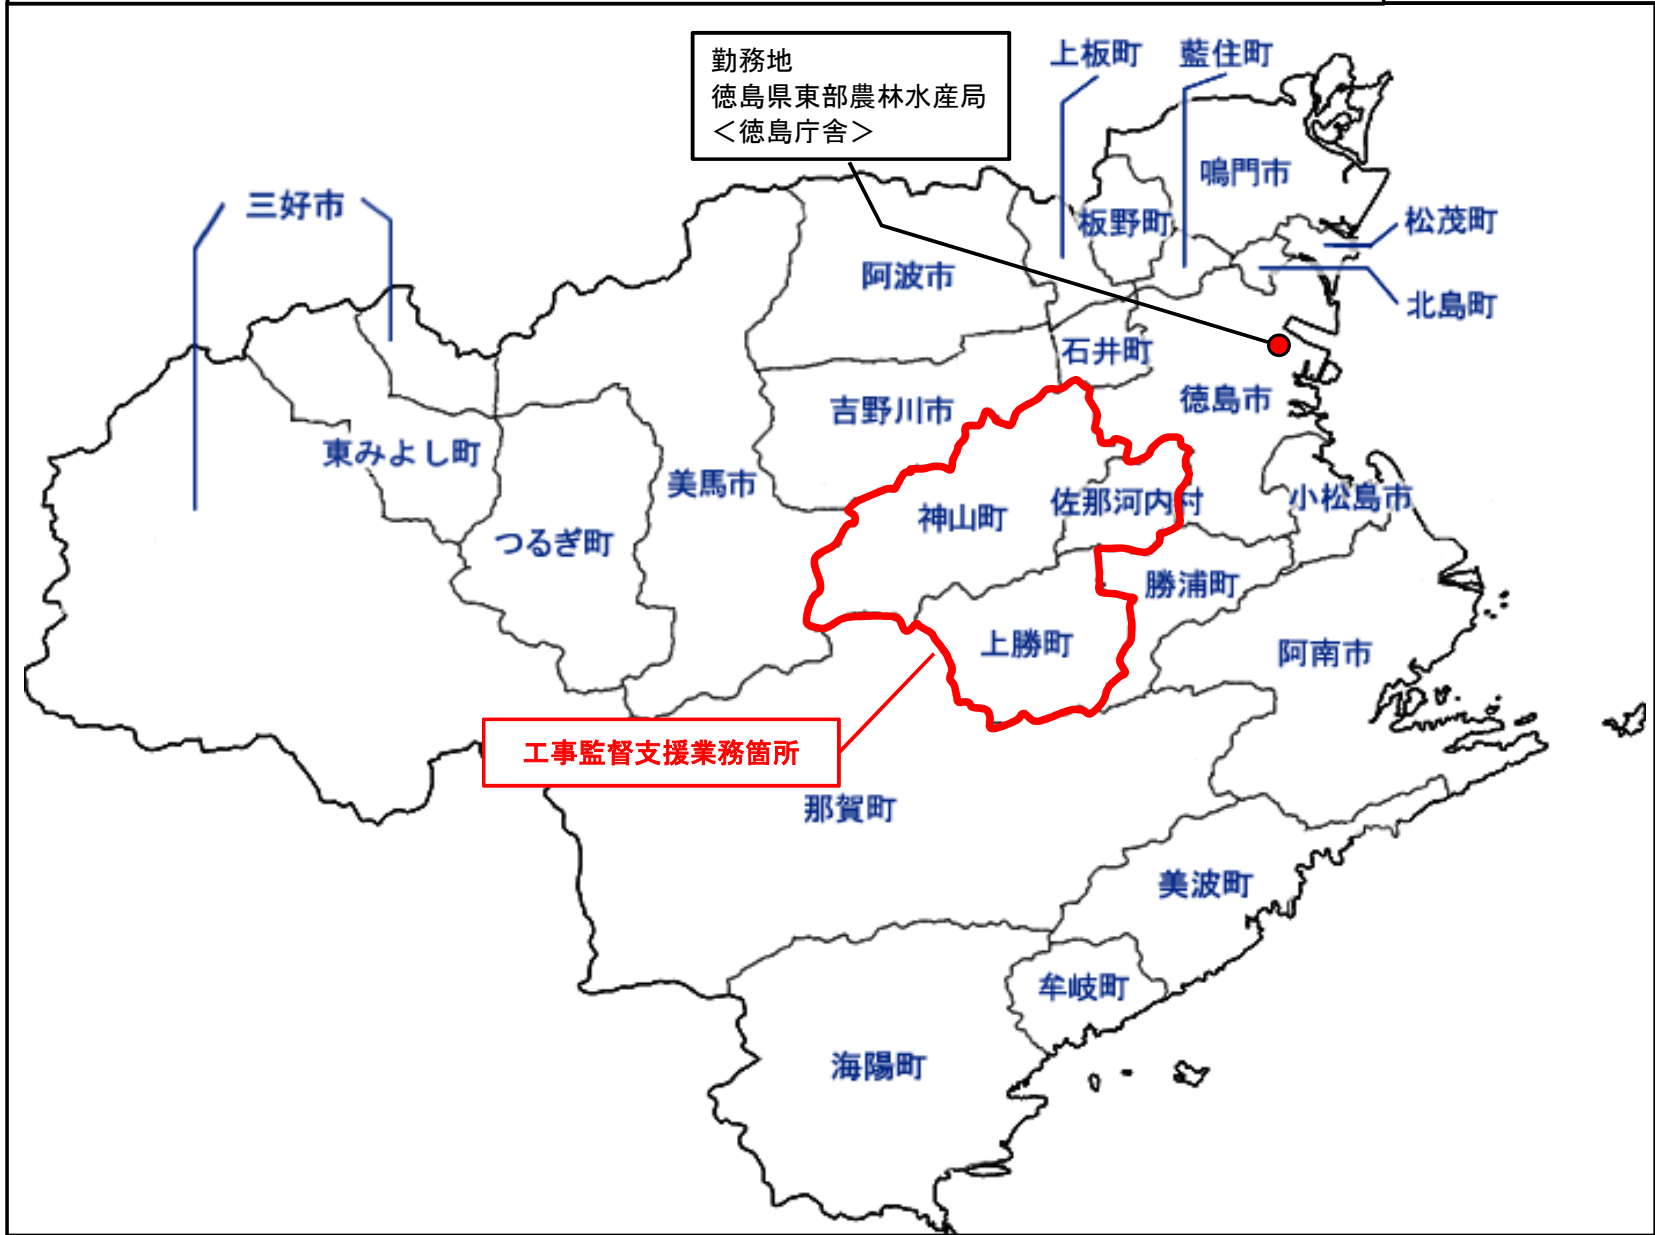 勤務地
徳島県東部農林水産局
＜徳島庁舎＞
上板町
藍住町
鳴門市
三好市
板野町
松茂町
阿波市
北島町
石井町
徳島市
吉野川市
東みよし町
美馬市
小松島市
佐那河内村
神山町
つるぎ町
勝浦町
上勝町
阿南市
工事監督支援業務箇所
那賀町
美波町
牟岐町
海陽町